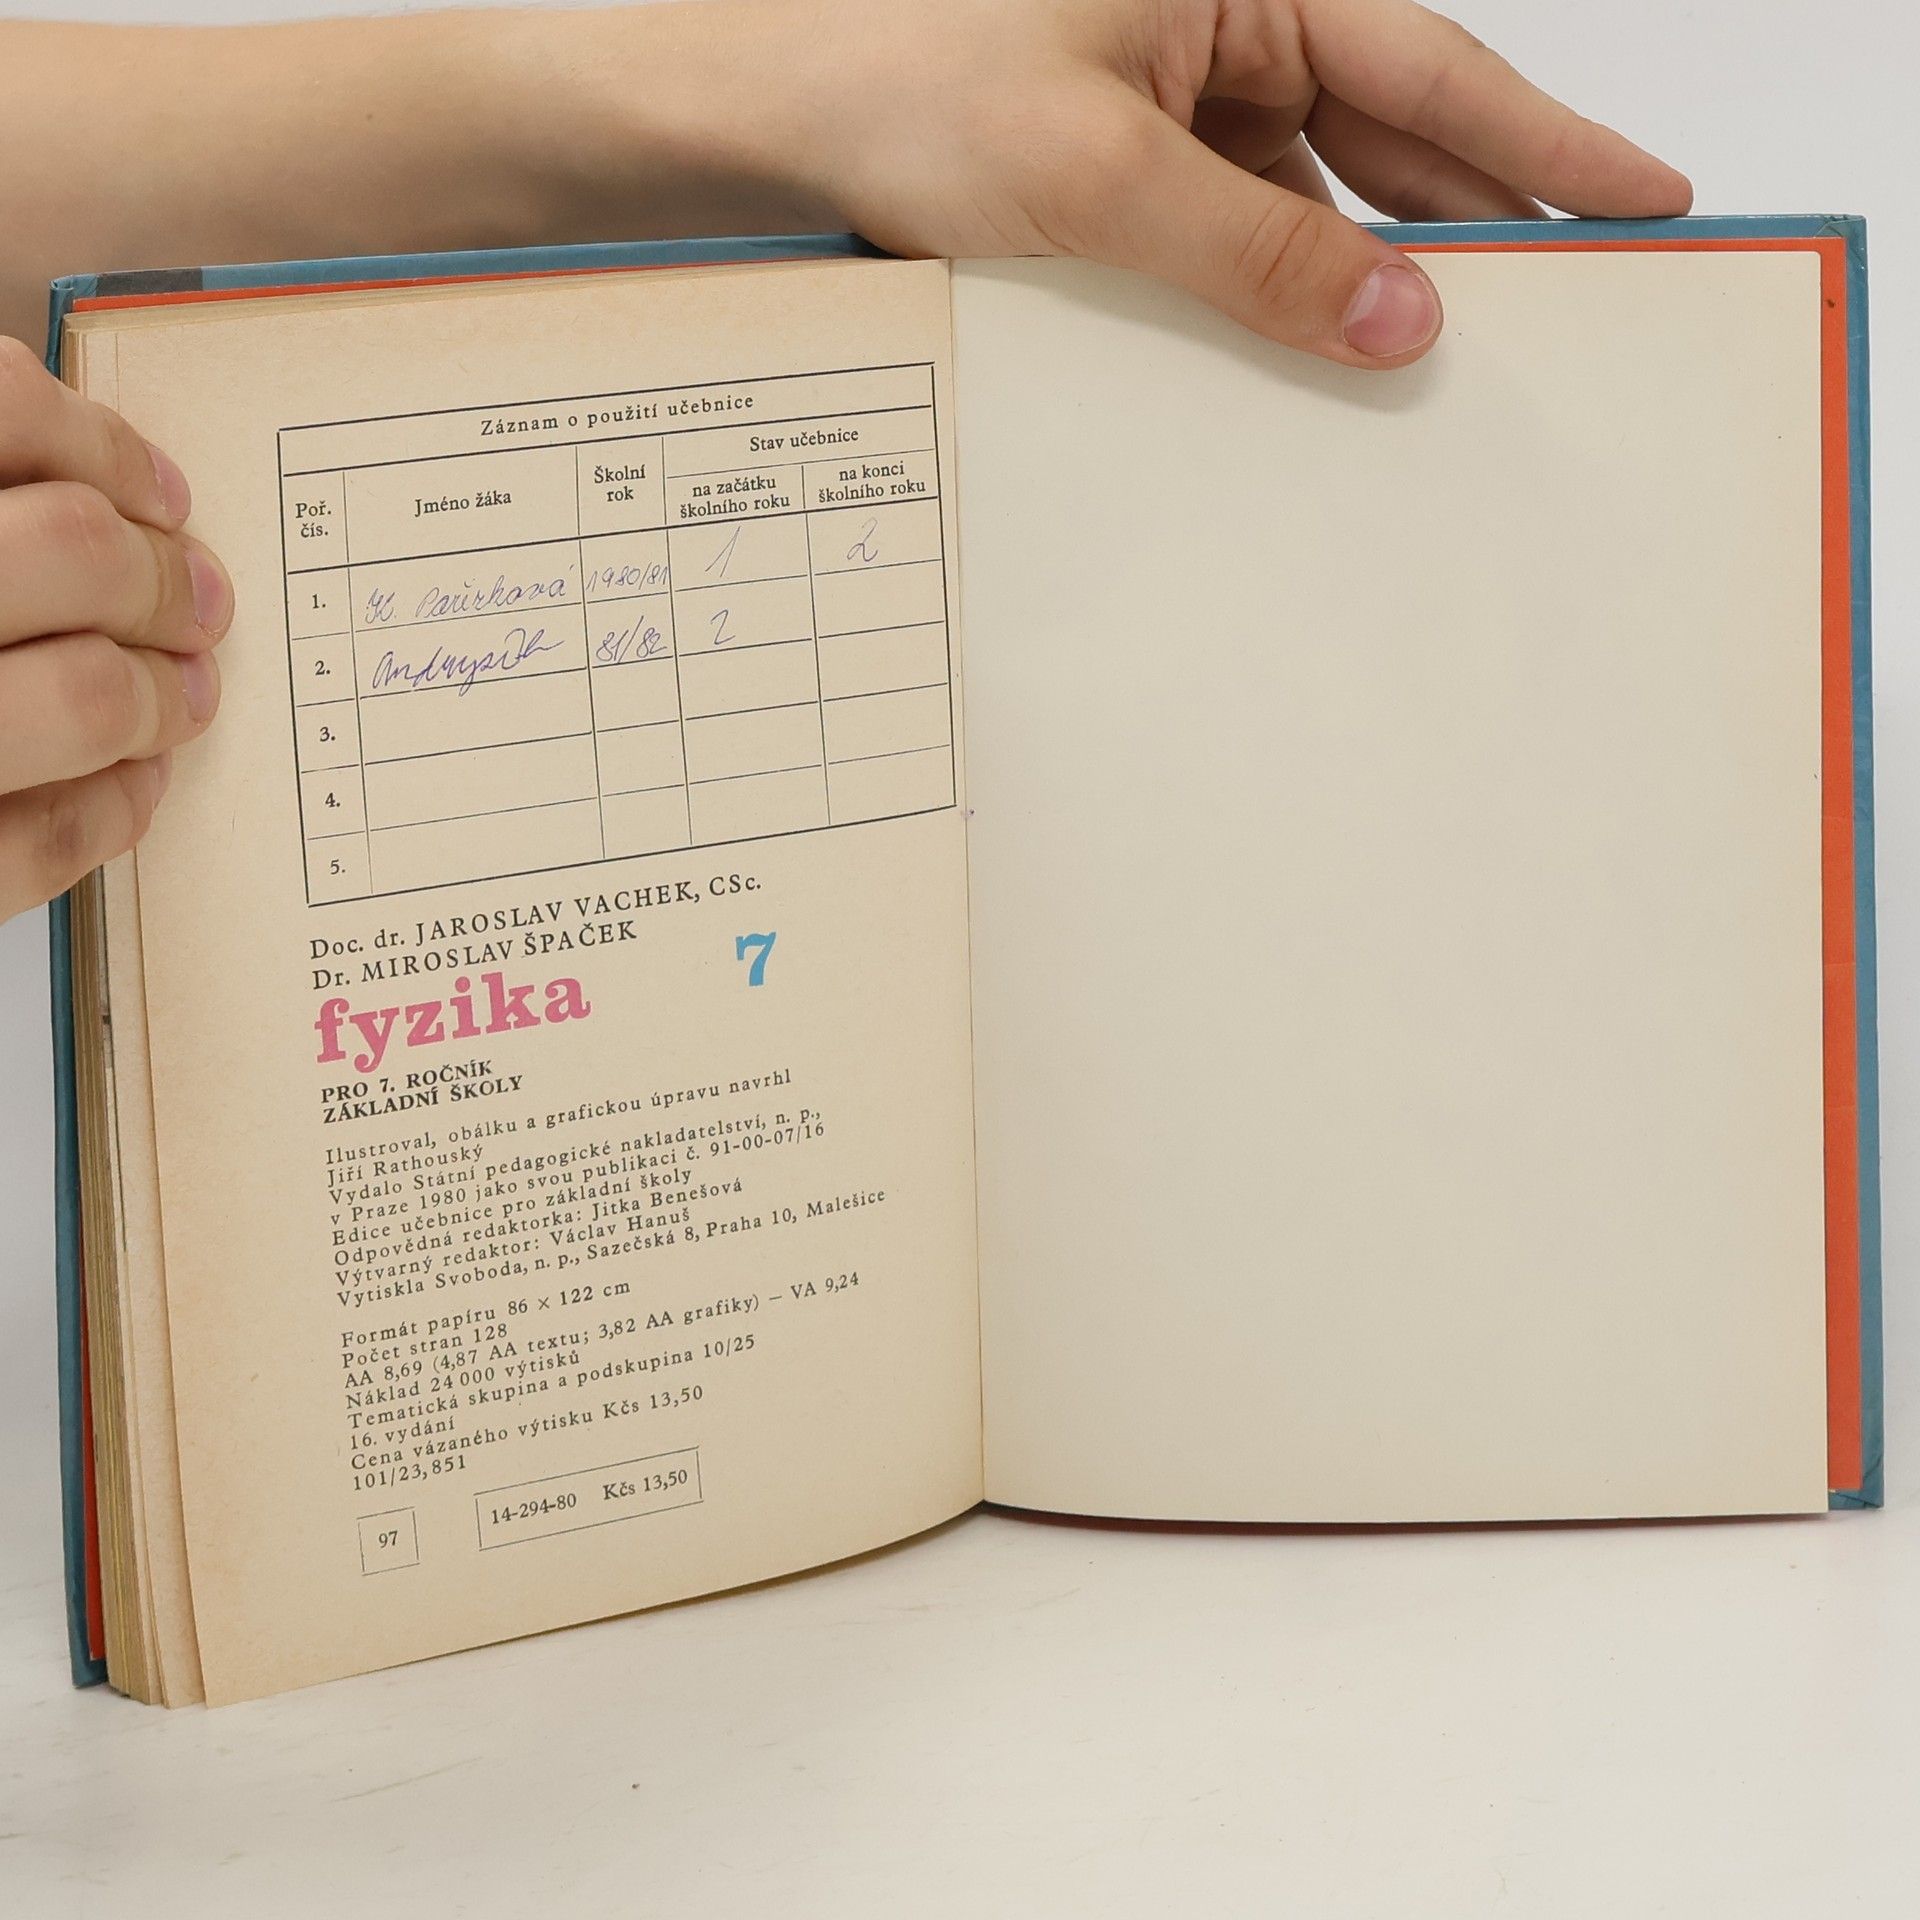 Záznam o použití učebnice
Poř. čís.
Jméno žáka
Školní rok
Stav učebnice
na začátku školního roku
na konci školního roku
1. K. Pařízková 1980/81 1 2
2. 81/82 2
3.
4.
5.
Doc. dr. JAROSLAV VACHEK, CSc.
Dr. MIROSLAV ŠPAČEK
fyzika 7
PRO 7. ROČNÍK
ZÁKLADNÍ ŠKOLY
Ilustroval, obálku a grafickou úpravu navrhl
Jiří Rathouský
Vydalo Státní pedagogické nakladatelství, n. p.,
v Praze 1980 jako svou publikaci č. 91-00-07/16
Edice učebnice pro základní školy
Odpovědná redaktorka: Jitka Benešová
Výtvarný redaktor: Václav Hanuš
Vytiskla Svoboda, n. p., Sazečská 8, Praha 10, Malešice
Formát papíru 86 × 122 cm
Počet stran 128
AA 8,69 (4,87 AA textu; 3,82 AA grafiky) — VA 9,24
Náklad 24 000 výtisků
Tematická skupina a podskupina 10/25
16. vydání
Cena vázaného výtisku Kčs 13,50
101/23,851
97
14-294-80 Kčs 13,50